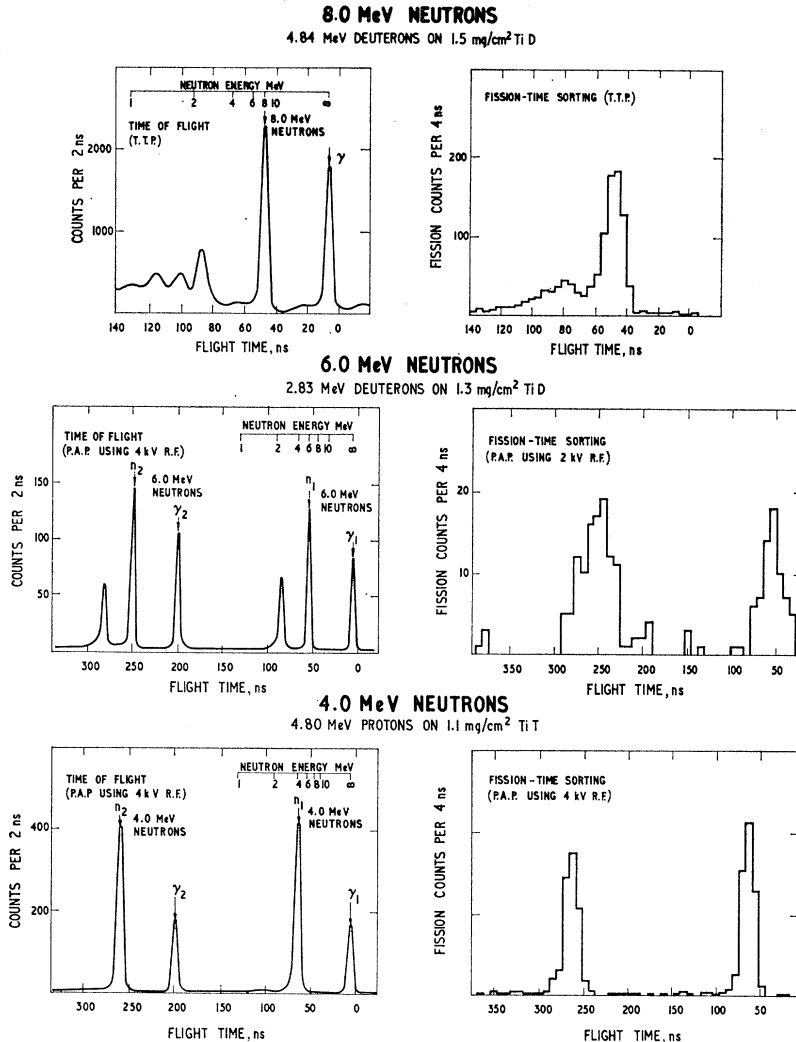 8.0 MeV NEUTRONS
4.84 MeV DEUTERONS ON 1.5 mg/cm² Ti D
NEUTRON ENERGY MeV
1 2 4 6 8 10 ∞
TIME OF FLIGHT
(T.T.P.)
8.0 MeV
NEUTRONS
γ
2000
1000
COUNTS PER 2 ns
140 120 100 80 60 40 20 0
FLIGHT TIME, ns
FISSION-TIME SORTING (T.T.P.)
200
100
FISSION COUNTS PER 4 ns
140 120 100 80 60 40 20 0
FLIGHT TIME, ns
6.0 MeV NEUTRONS
2.83 MeV DEUTERONS ON 1.3 mg/cm² Ti D
TIME OF FLIGHT
(P.A.P. USING 4 kV R.F.)
NEUTRON ENERGY MeV
1 2 4 6 8 10 ∞
n₂
6.0 MeV
NEUTRONS
γ₂
n₁
6.0 MeV
NEUTRONS
γ₁
150
100
50
COUNTS PER 2 ns
300 250 200 150 100 50 0
FLIGHT TIME, ns
FISSION-TIME SORTING
(P.A.P. USING 2 kV R.F.)
20
10
FISSION COUNTS PER 4 ns
350 300 250 200 150 100 50
FLIGHT TIME, ns
4.0 MeV NEUTRONS
4.80 MeV PROTONS ON 1.1 mg/cm² Ti T
TIME OF FLIGHT
(P.A.P. USING 4 kV R.F.)
NEUTRON ENERGY MeV
1 2 4 6 8 10 ∞
n₂
4.0 MeV
NEUTRONS
γ₂
n₁
4.0 MeV
NEUTRONS
γ₁
400
200
COUNTS PER 2 ns
300 250 200 150 100 50 0
FLIGHT TIME, ns
FISSION-TIME SORTING
(P.A.P. USING 4 kV R.F.)
FISSION COUNTS PER 4 ns
350 300 250 200 150 100 50 0
FLIGHT TIME, ns